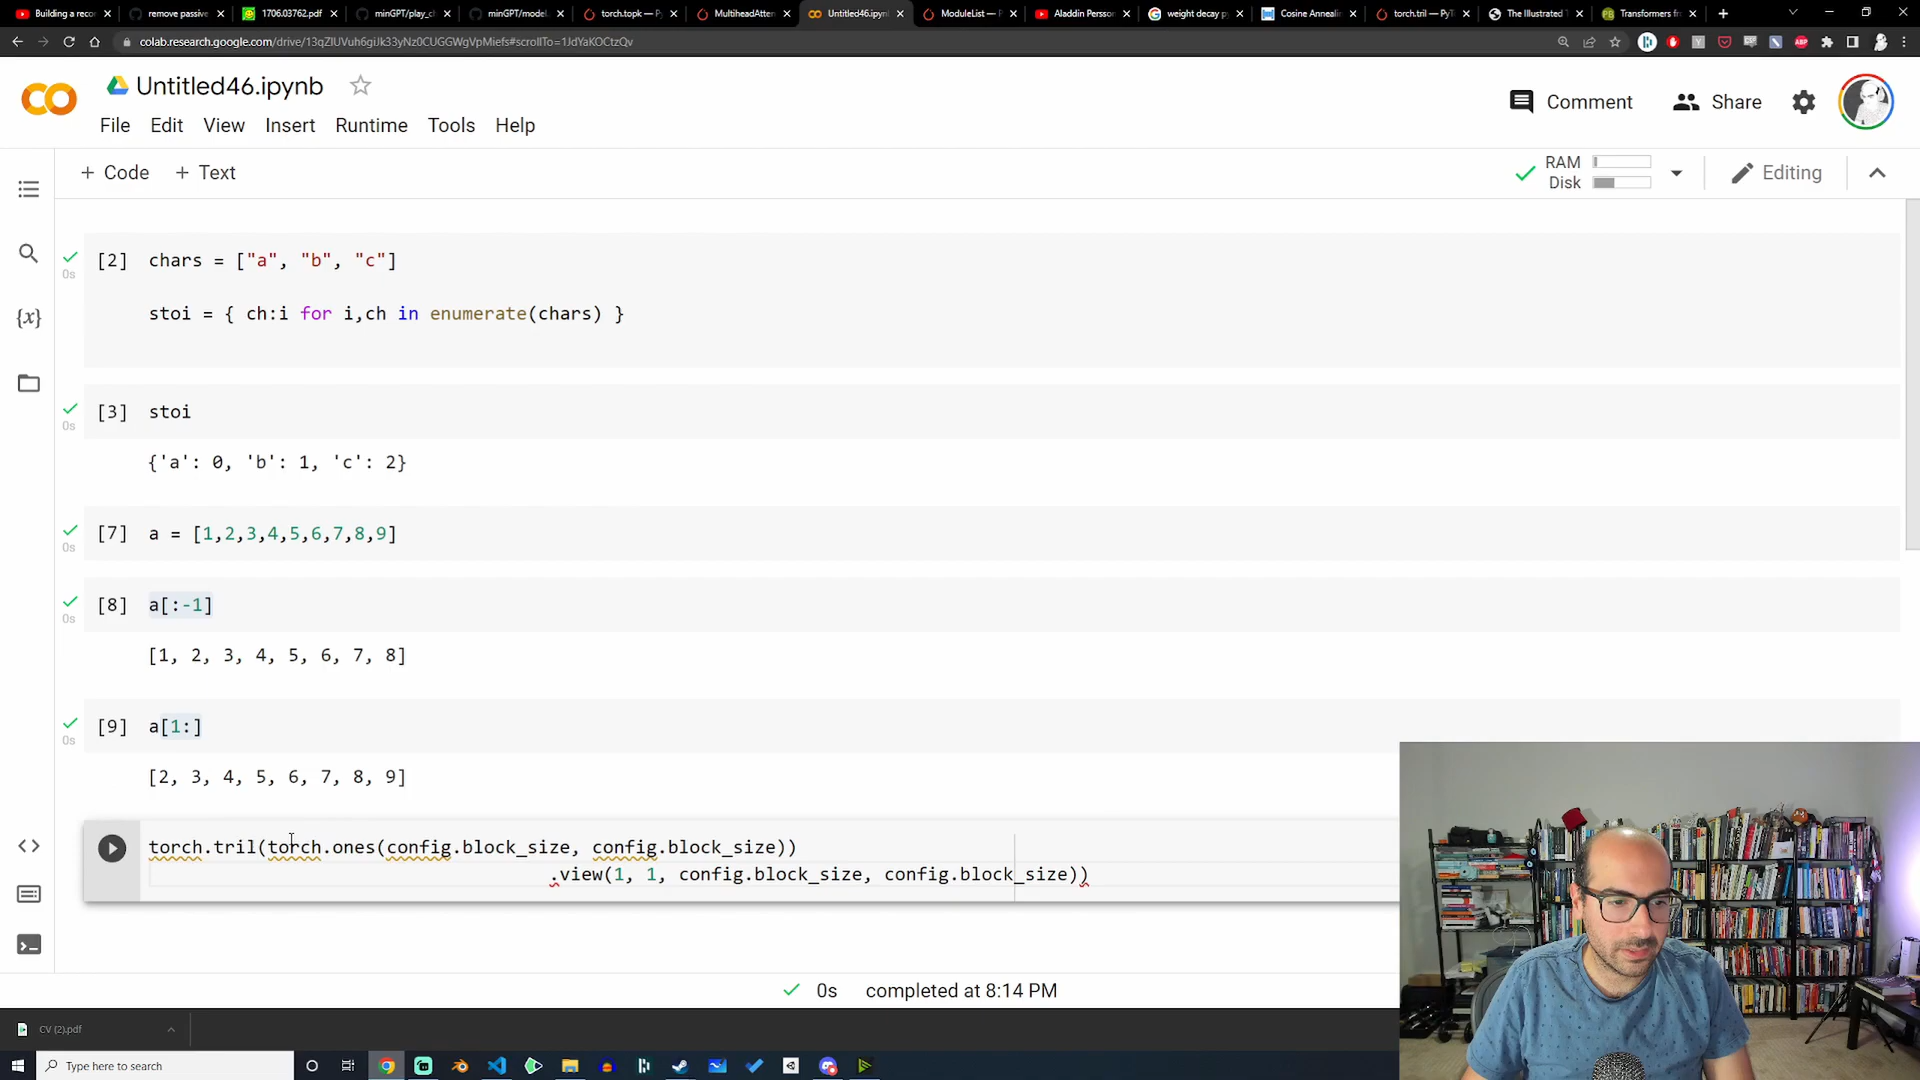 Building a recor
remove passive
1706.03762.pdf
minGPT/play_c
minGPT/model.
torch.topk — Py
MultiheadAtten
Untitled46.ipynb
ModuleList — P
Aladdin Persson
weight decay py
Cosine Anneali
torch.tril — PyT
The Illustrated T
Transformers fr
colab.research.google.com/drive/13qZlUVuh6giJk33yNz0CUGGWgVpMiefs#scrollTo=1JdYaKOCtzQv
Untitled46.ipynb
Comment
Share
File Edit View Insert Runtime Tools Help
+ Code + Text
RAM
Disk
Editing
[2] chars = ["a", "b", "c"]
0s
stoi = { ch:i for i,ch in enumerate(chars) }
[3] stoi
0s
{'a': 0, 'b': 1, 'c': 2}
[7] a = [1,2,3,4,5,6,7,8,9]
0s
[8] a[:-1]
0s
[1, 2, 3, 4, 5, 6, 7, 8]
[9] a[1:]
0s
[2, 3, 4, 5, 6, 7, 8, 9]
torch.tril(torch.ones(config.block_size, config.block_size))
.view(1, 1, config.block_size, config.block_size))
0s completed at 8:14 PM
CV (2).pdf
Type here to search